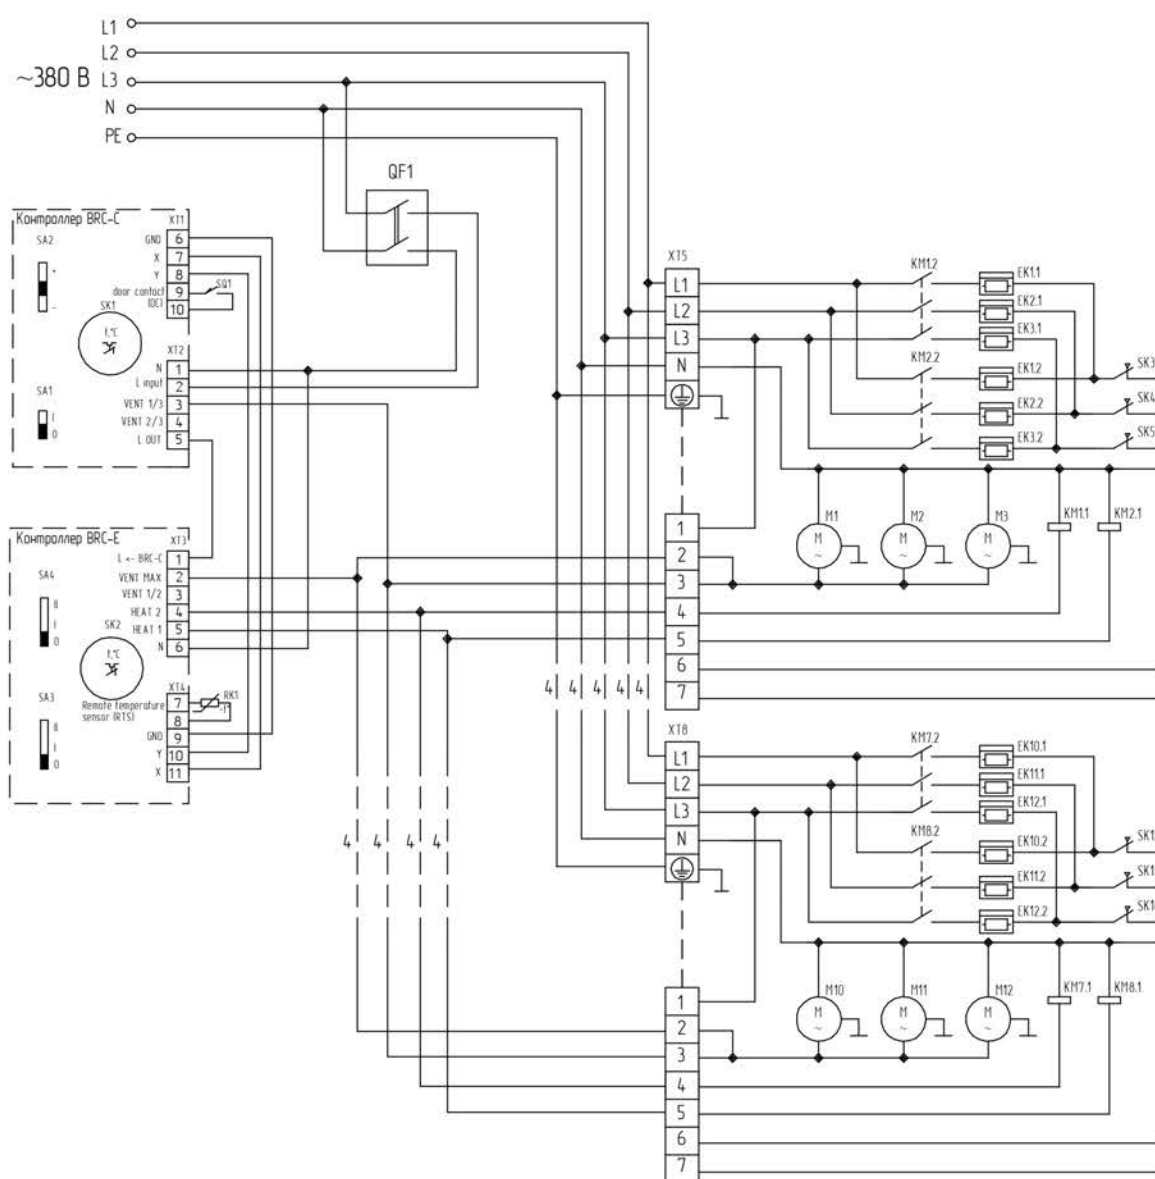 L1
L2
~380 В L3
N
PE
QF1
Контроллер BRC-C
XT1
SA2
+
-
GND 6
X 7
Y 8
door contact (DC) 9
10
SQ1
SK1
t,°C
XT2
N 1
L input 2
VENT 1/3 3
VENT 2/3 4
L OUT 5
SA1
I
0
Контроллер BRC-E
XT3
L <- BRC-C 1
VENT MAX 2
VENT 1/2 3
HEAT 2 4
HEAT 1 5
N 6
SA4
II
I
0
SK2
t,°C
SA3
II
I
0
XT4
7
RK1
Remote temperature
sensor (RTS)
8
GND 9
Y 10
X 11
4 4 4 4
4 4 4 4 4
XT5
L1
L2
L3
N
1
2
3
4
5
6
7
KM1.2
EK1.1
EK2.1
EK3.1
KM2.2
EK1.2
EK2.2
EK3.2
SK3
SK4
SK5
M1
M
~
M2
M
~
M3
M
~
KM1.1
KM2.1
XT8
L1
L2
L3
N
1
2
3
4
5
6
7
KM7.2
EK10.1
EK11.1
EK12.1
KM8.2
EK10.2
EK11.2
EK12.2
M10
M
~
M11
M
~
M12
M
~
KM7.1
KM8.1